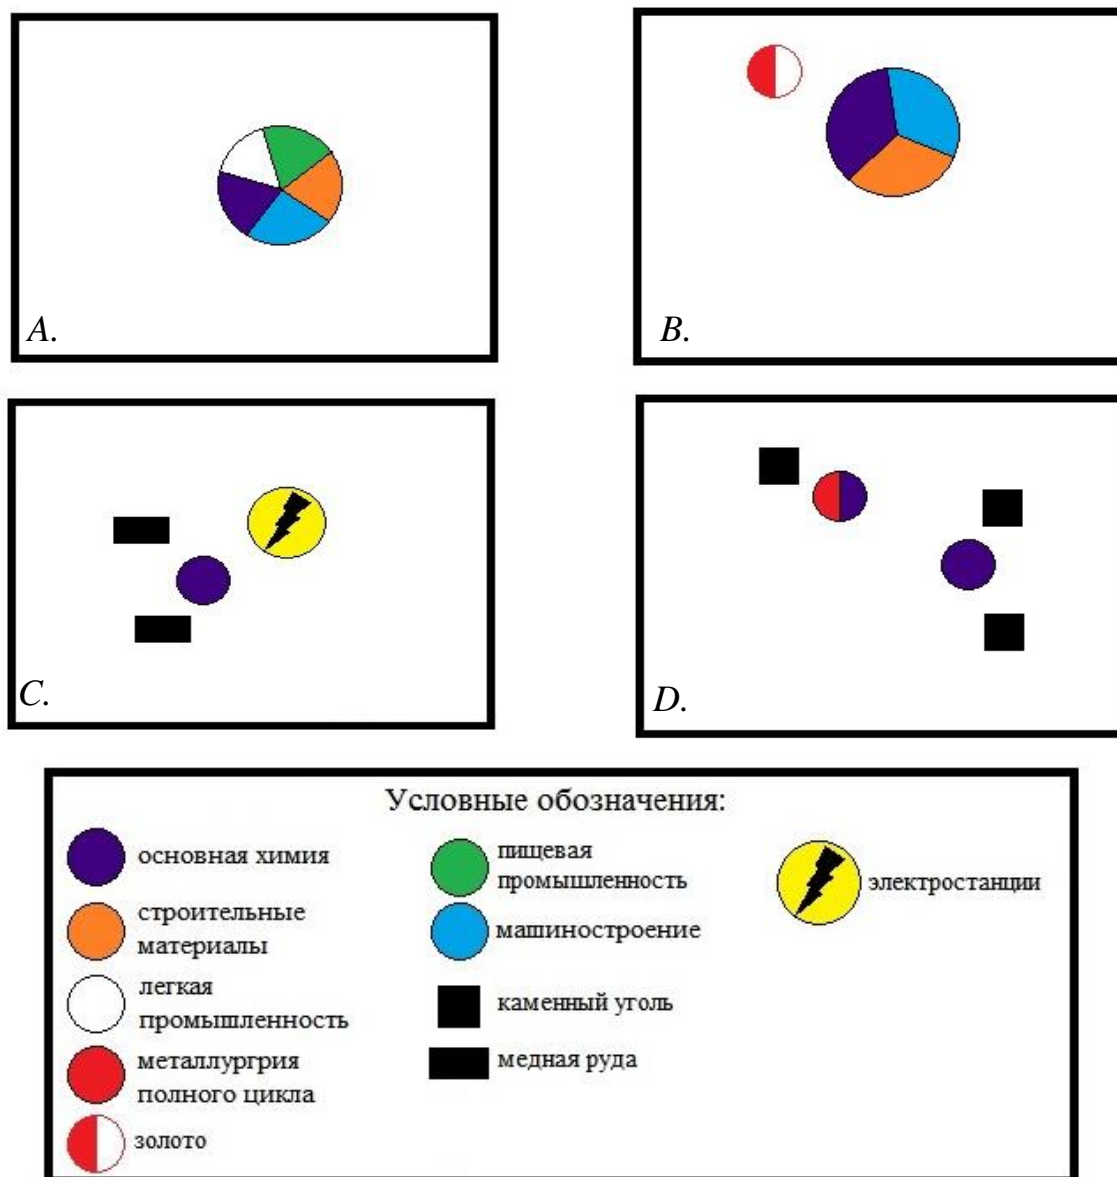 A.
B.
C.
D.
Условные обозначения:
основная химия
строительные
материалы
легкая
промышленность
металлургрия
полного цикла
золото
пищевая
промышленность
машиностроение
каменный уголь
медная руда
электростанции